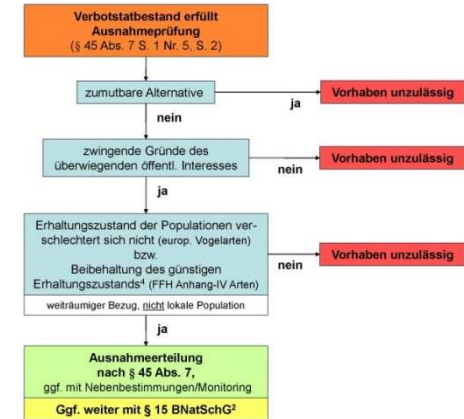 Verbotstatbestand erfüllt
Ausnahmeprüfung
(§ 45 Abs. 7 S. 1 Nr. 5, S. 2)
zumutbare Alternative
ja
Vorhaben unzulässig
nein
zwingende Gründe des
überwiegenden öffentl. Interesses
nein
Vorhaben unzulässig
ja
Erhaltungszustand der Populationen ver-
schlechtert sich nicht (europ. Vogelarten)
bzw.
Beibehaltung des günstigen
Erhaltungszustands⁴ (FFH Anhang-IV Arten)
nein
Vorhaben unzulässig
weiträumiger Bezug, nicht lokale Population
ja
Ausnahmeerteilung
nach § 45 Abs. 7,
ggf. mit Nebenbestimmungen/Monitoring
Ggf. weiter mit § 15 BNatSchG²